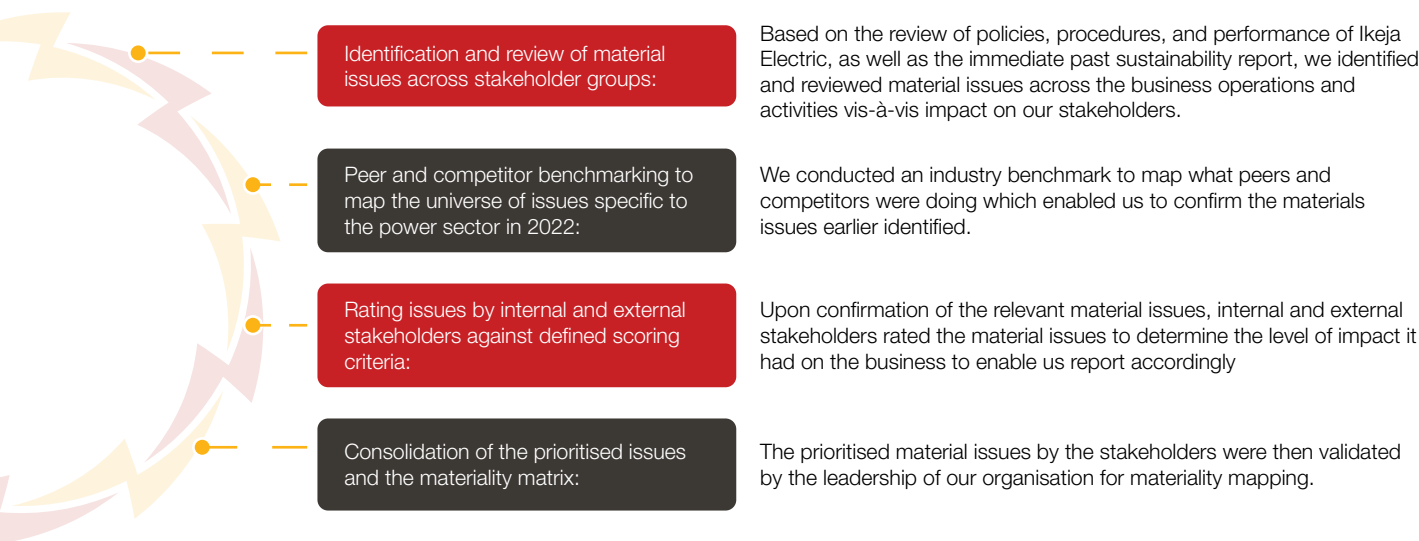 Identification and review of material
issues across stakeholder groups:
Based on the review of policies, procedures, and performance of Ikeja
Electric, as well as the immediate past sustainability report, we identified
and reviewed material issues across the business operations and
activities vis-à-vis impact on our stakeholders.
Peer and competitor benchmarking to
map the universe of issues specific to
the power sector in 2022:
We conducted an industry benchmark to map what peers and
competitors were doing which enabled us to confirm the materials
issues earlier identified.
Rating issues by internal and external
stakeholders against defined scoring
criteria:
Upon confirmation of the relevant material issues, internal and external
stakeholders rated the material issues to determine the level of impact it
had on the business to enable us report accordingly
Consolidation of the prioritised issues
and the materiality matrix:
The prioritised material issues by the stakeholders were then validated
by the leadership of our organisation for materiality mapping.